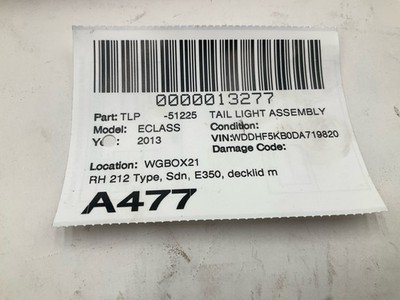 0000013277
Part: TLP -51225 TAIL LIGHT ASSEMBLY
Model: ECLASS Condition:
2013 VIN:WDDHF5KB0DA719820
Damage Code:
Location: WGBOX21
RH 212 Type, Sdn, E350, decklid m
A477